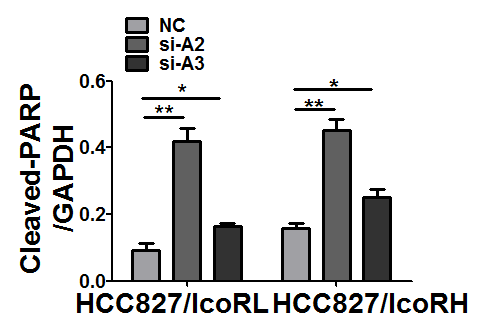 NC
si-A2
si-A3
Cleaved-PARP
/GAPDH
0.6
0.4
0.2
0.0
*
**
*
**
HCC827/IcoRL
HCC827/IcoRH